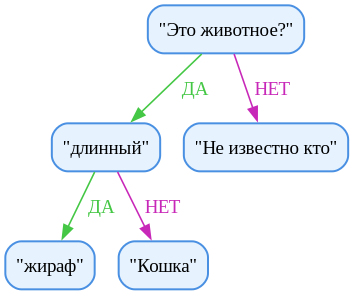 "Это животное?"
ДА
НЕТ
"длинный"
"Не известно кто"
ДА
НЕТ
"жираф"
"Кошка"